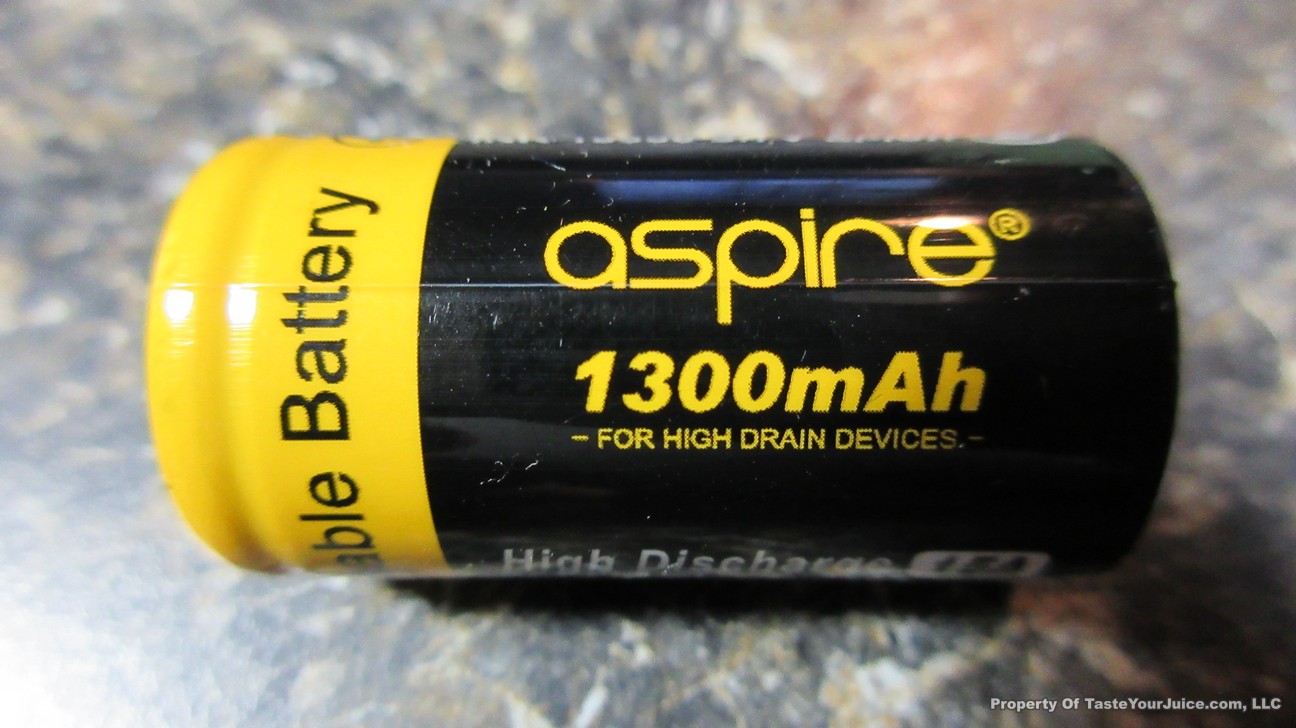 able Battery
aspire®
1300mAh
- FOR HIGH DRAIN DEVICES. -
High Discharge
Property Of TasteYourJuice.com, LLC